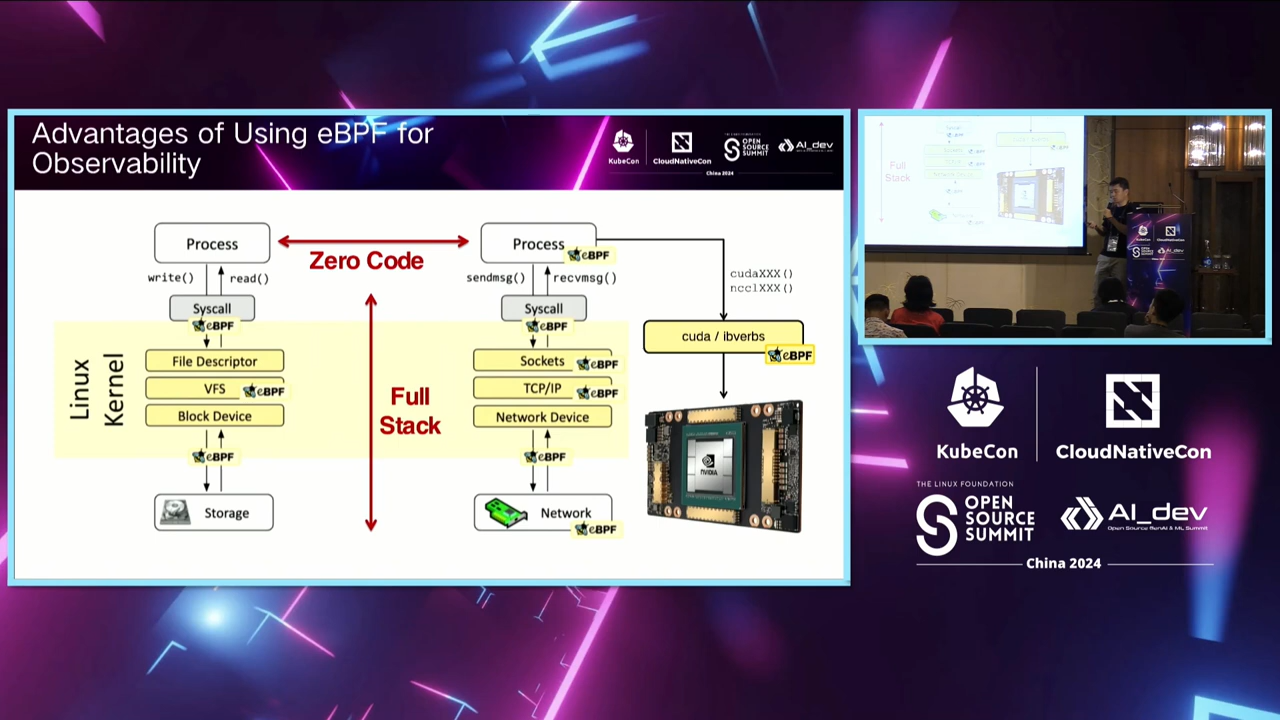 Advantages of Using eBPF for
Observability
KubeCon
CloudNativeCon
THE LINUX FOUNDATION
OPEN
SOURCE
SUMMIT
AI_dev
China 2024
Process
Zero Code
Process
eBPF
write()
read()
sendmsg()
recvmsg()
cudaXXX()
ncclXXX()
Syscall
eBPF
Syscall
eBPF
cuda / ibverbs
eBPF
Linux
Kernel
File Descriptor
VFS
eBPF
Block Device
eBPF
Full
Stack
Sockets
eBPF
TCP/IP
eBPF
Network Device
eBPF
NVIDIA
Storage
Network
eBPF
Full
Stack
KubeCon
CloudNativeCon
THE LINUX FOUNDATION
OPEN
SOURCE
SUMMIT
AI_dev
Open Source GenAI & ML Summit
China 2024